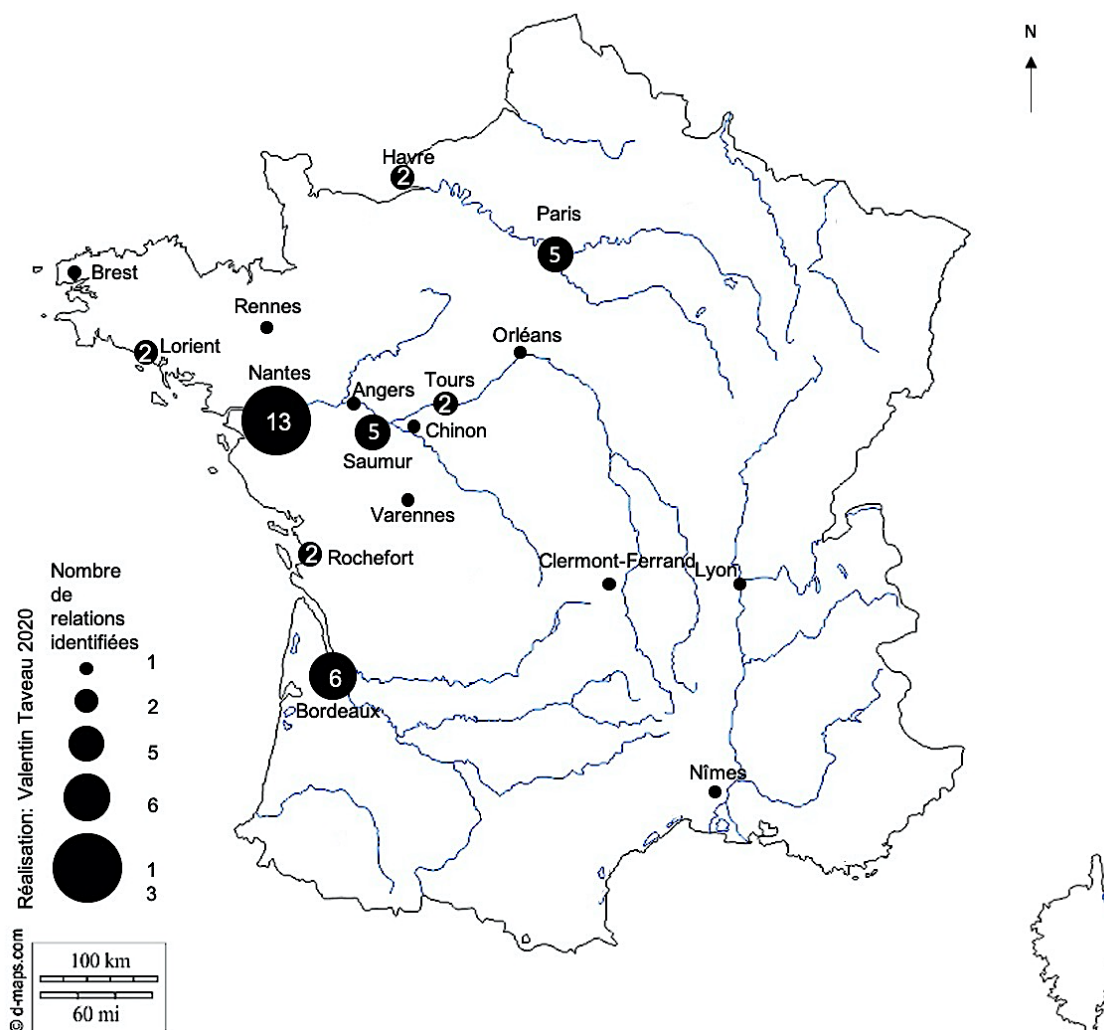 N
Havre
2
Paris
5
Brest
Rennes
Orléans
2 Lorient
Nantes
13
Angers
Tours
2
Chinon
5
Saumur
Varennes
2 Rochefort
Clermont-Ferrand
Lyon
6
Bordeaux
Nîmes
Nombre
de
relations
identifiées
1
2
5
6
1
3
Réalisation: Valentin Taveau 2020
© d-maps.com
100 km
60 mi